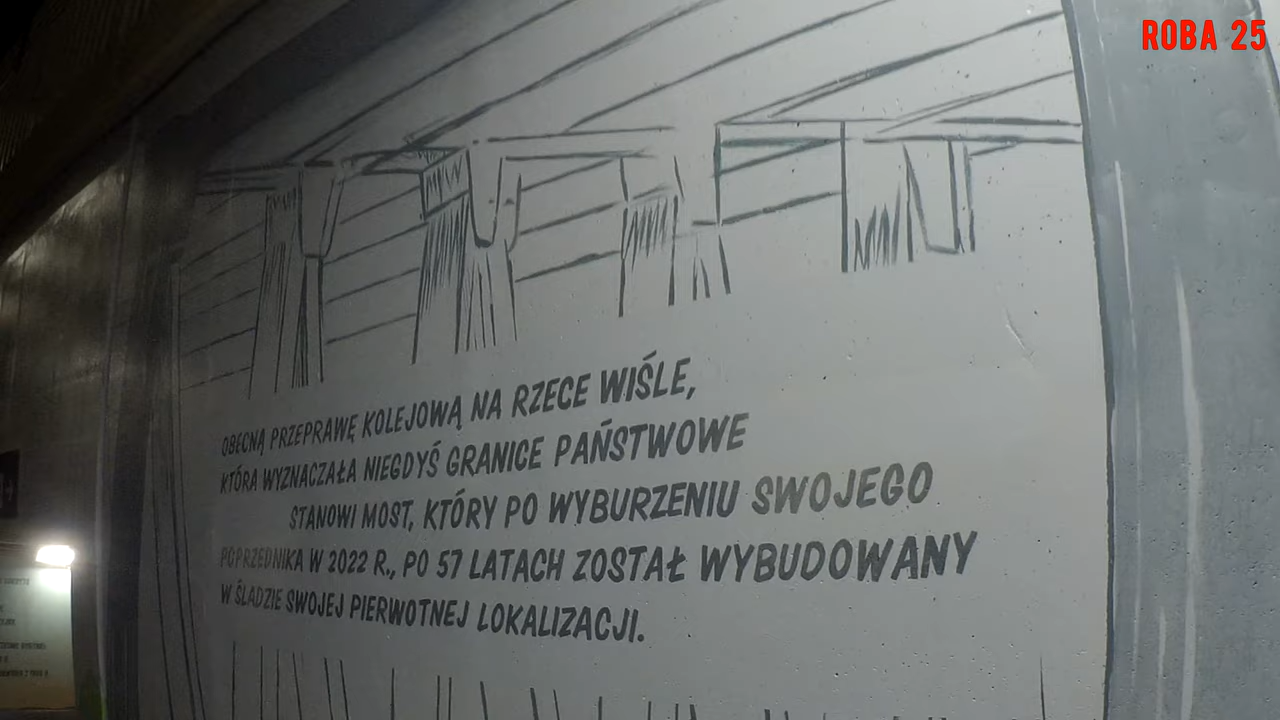 ROBA 25
OBECNĄ PRZEPRAWĘ KOLEJOWĄ NA RZECE WIŚLE,
KTÓRA WYZNACZAŁA NIEGDYŚ GRANICE PAŃSTWOWE
STANOWI MOST, KTÓRY PO WYBURZENIU SWOJEGO
POPRZEDNIKA W 2022 R., PO 57 LATACH ZOSTAŁ WYBUDOWANY
W ŚLADZIE SWOJEJ PIERWOTNEJ LOKALIZACJI.